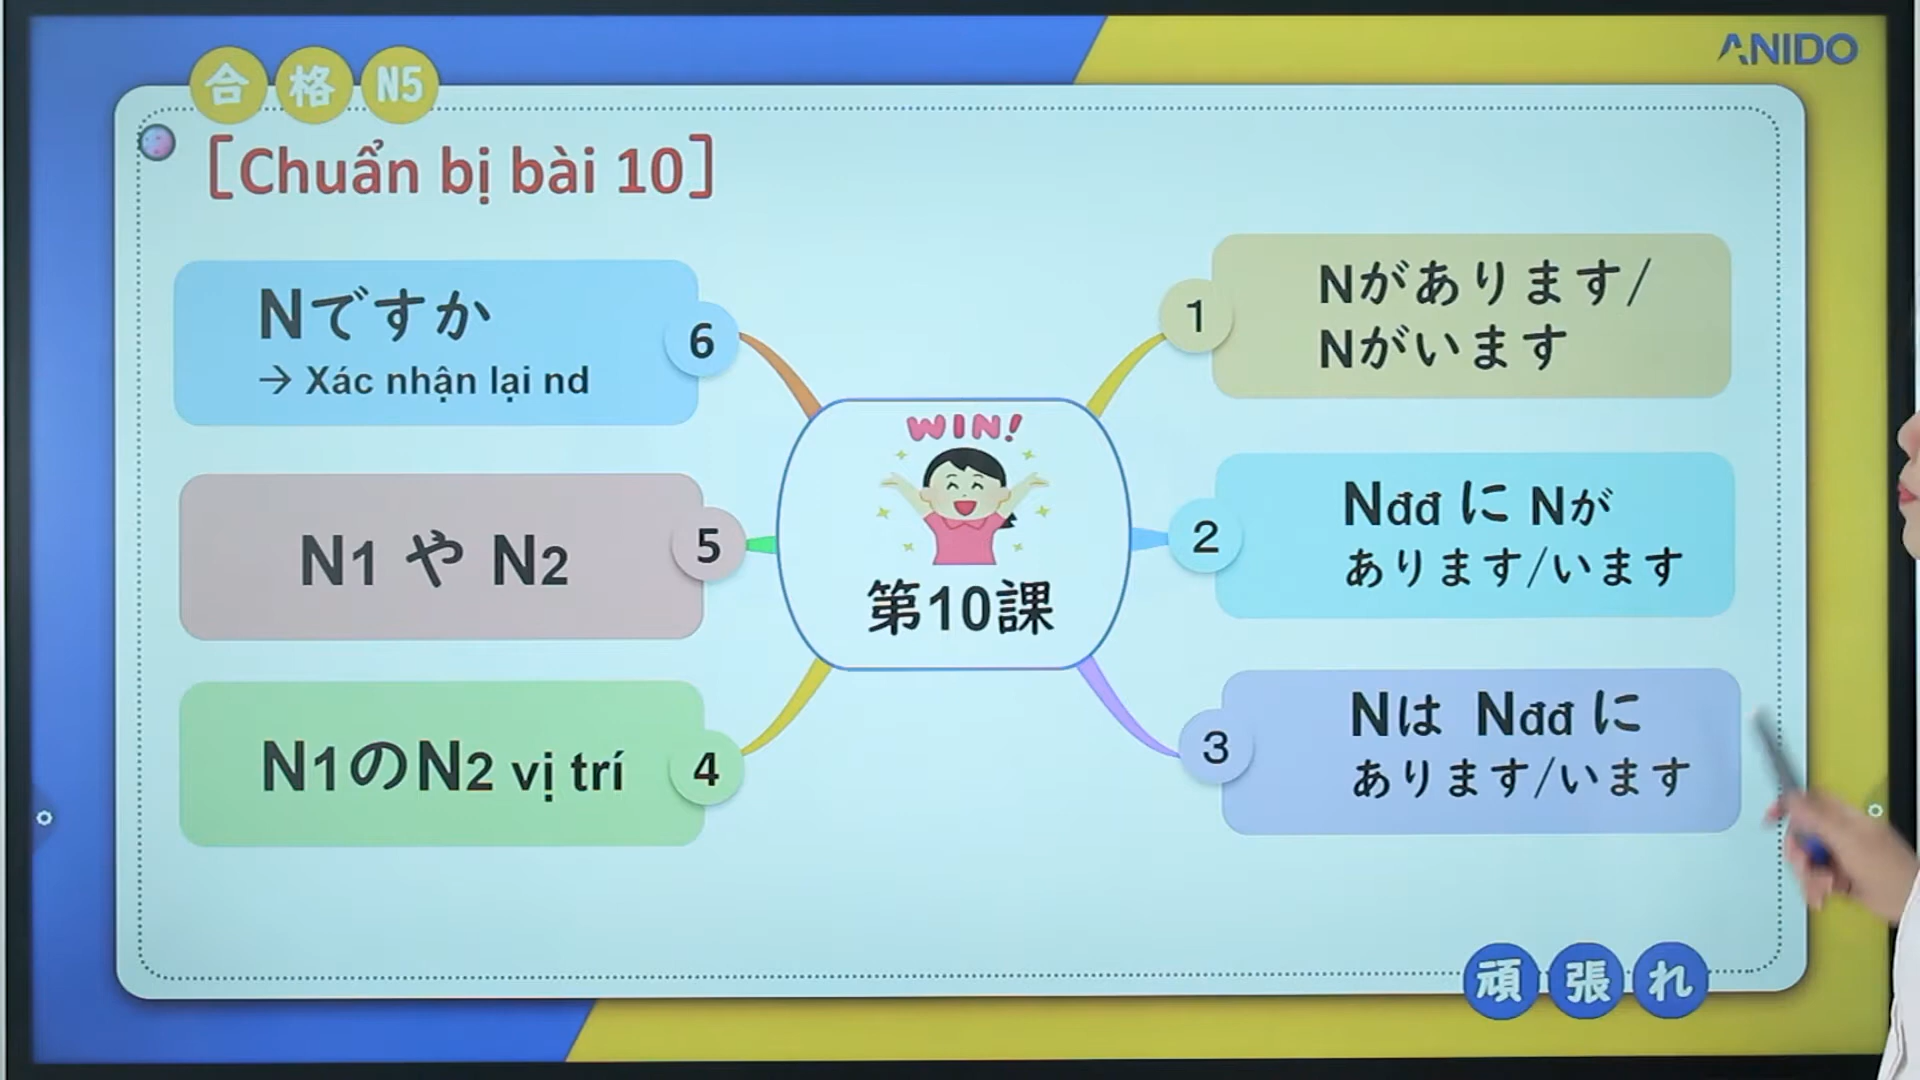 合格N5
ANIDO
[Chuẩn bị bài 10]
Nですか
→ Xác nhận lại nd
6
N1 や N2
5
N1のN2 vị trí
4
WIN!
第10課
1
Nがあります/
Nがいます
2
Nđđ に Nが
あります/います
3
Nは Nđđ に
あります/います
頑張れ